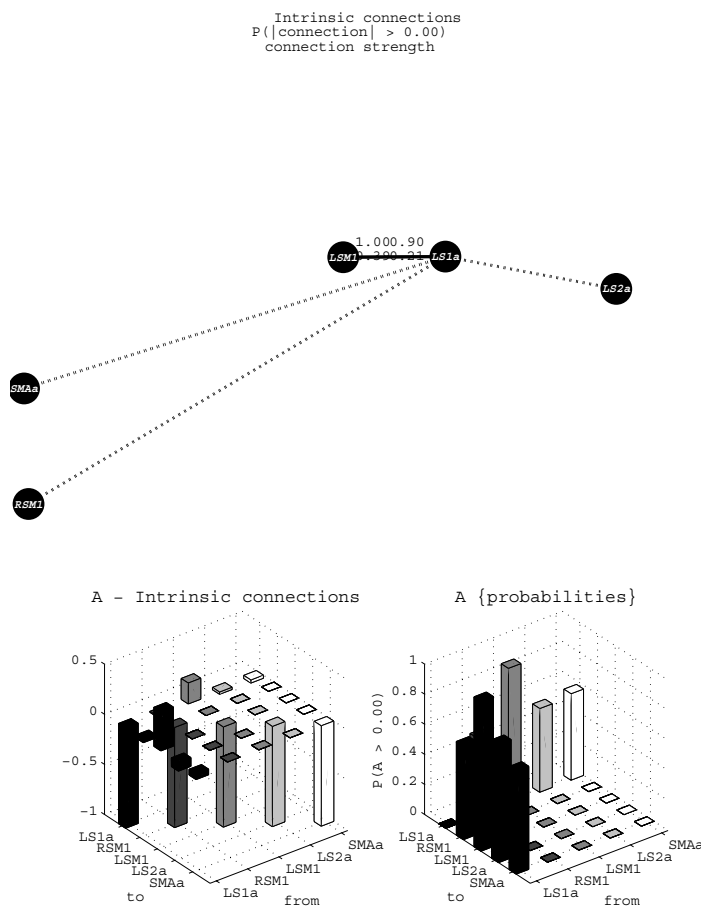 Intrinsic connections
P(|connection| > 0.00)
connection strength
1.000.90
LSM1
LS1a
LS2a
SMAa
RSM1
A - Intrinsic connections
A {probabilities}
0.5
0
-0.5
-1
1
0.8
0.6
0.4
0.2
0
P(A > 0.00)
LS1a
RSM1
LSM1
LS2a
SMAa
to
LS1a
RSM1
LSM1
LS2a
SMAa
from
LS1a
RSM1
LSM1
LS2a
SMAa
to
LS1a
RSM1
LSM1
LS2a
SMAa
from